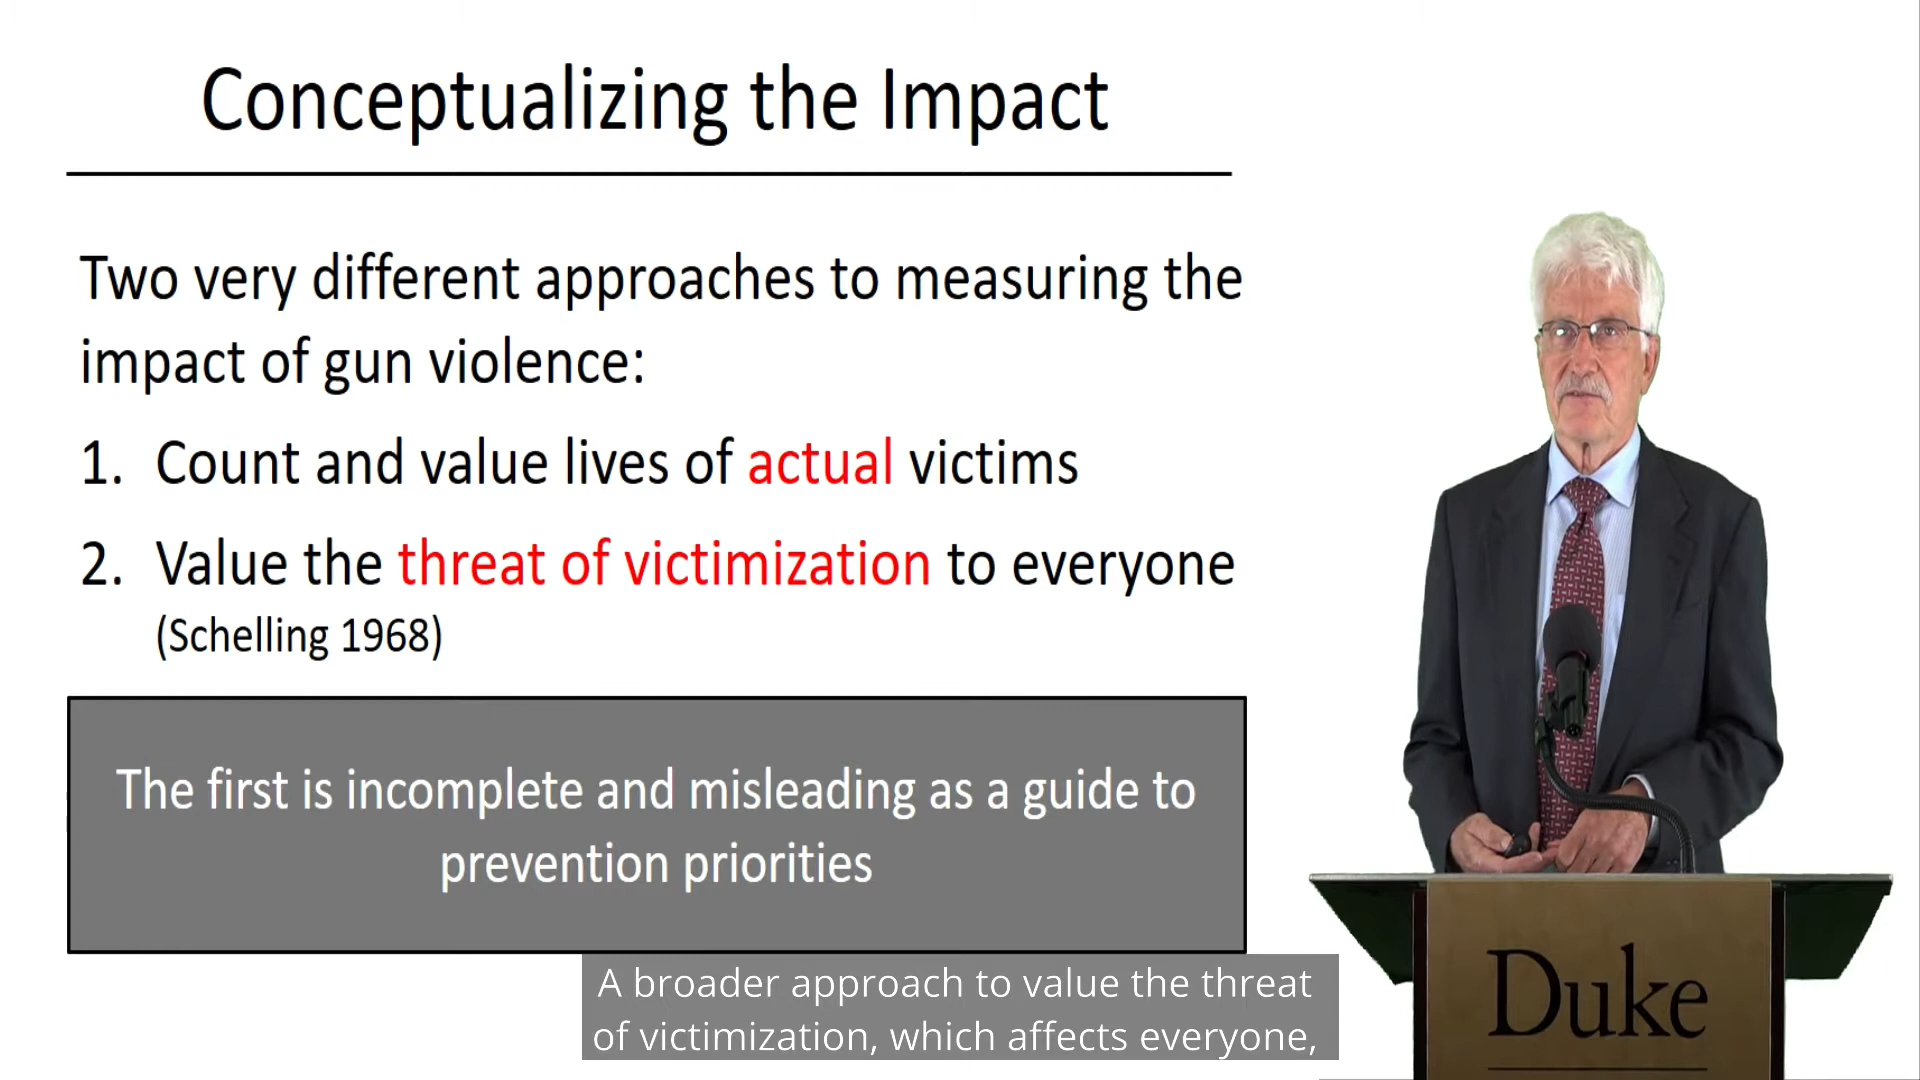 Conceptualizing the Impact
Two very different approaches to measuring the
impact of gun violence:
1. Count and value lives of actual victims
2. Value the threat of victimization to everyone
(Schelling 1968)
The first is incomplete and misleading as a guide to
prevention priorities
A broader approach to value the threat
of victimization, which affects everyone,
Duke